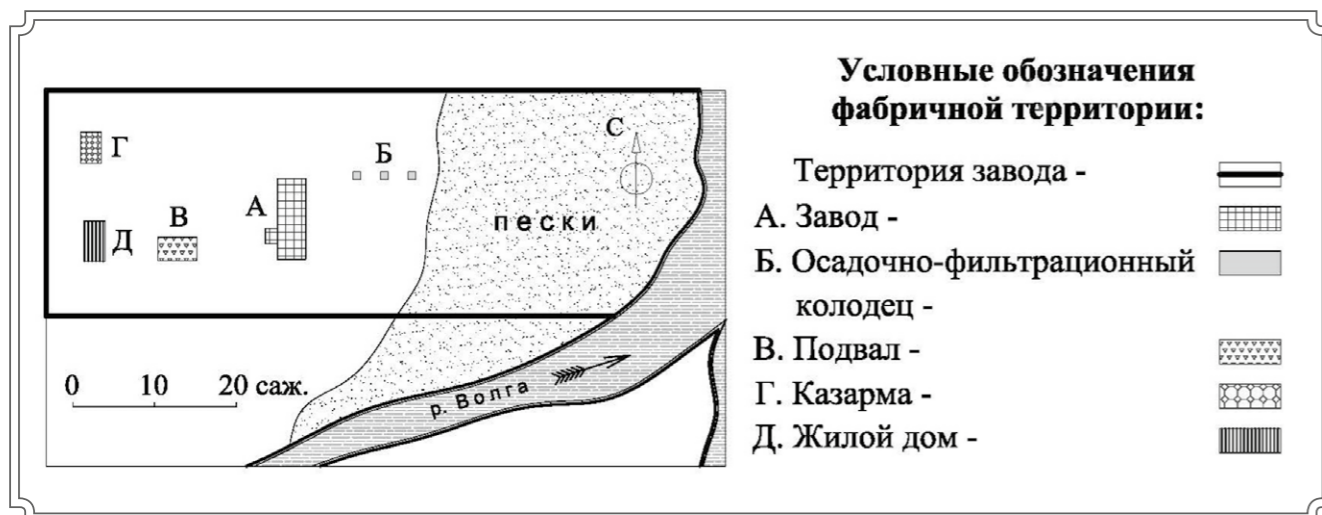 Г
Б
С
А
В
Д
пески
0 10 20 саж.
р. Волга
Условные обозначения
фабричной территории:
Территория завода -
А. Завод -
Б. Осадочно-фильтрационный
колодец -
В. Подвал -
Г. Казарма -
Д. Жилой дом -